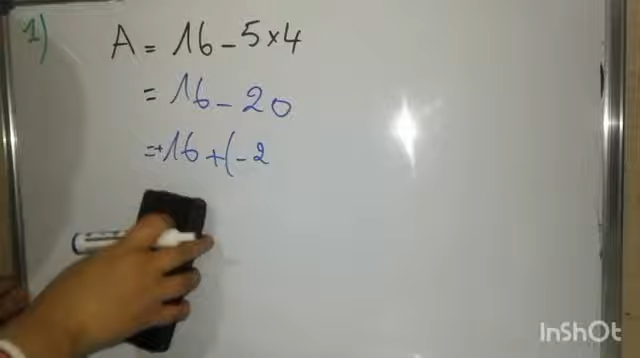 1) A = 16 - 5 × 4
= 16 - 20
= +16 + (-2
InShOt